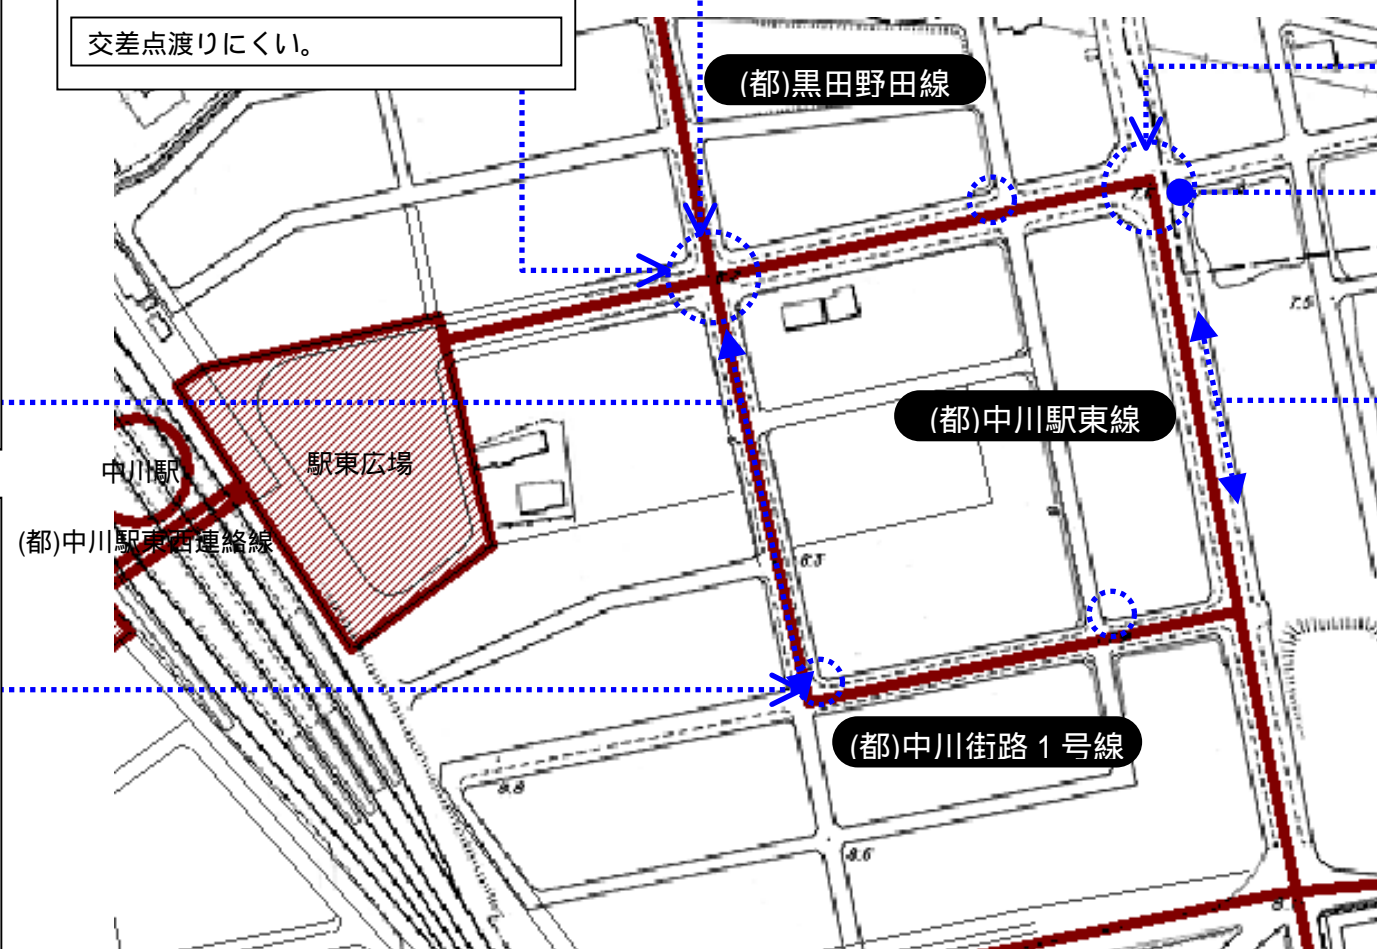 交差点渡りにくい。
(都)黒田野田線
7.5
(都)中川駅東線
駅東広場
中川駅
(都)中川駅東西連絡線
6.3
(都)中川街路1号線
8.8
8.6